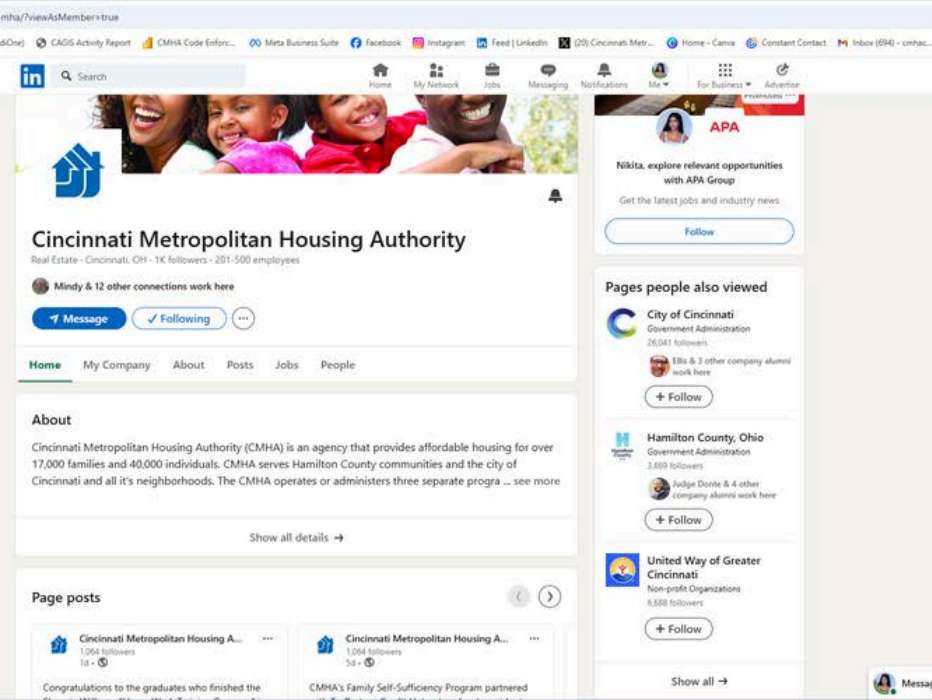 mha/?viewAsMember=true
CAGIS Activity Report
CMHA Code Enforc...
Meta Business Suite
Facebook
Instagram
Feed | LinkedIn
(20) Cincinnati Metr...
Home - Canva
Constant Contact
Inbox (694) - cmhac...
in
Search
Home
My Network
Jobs
Messaging
Notifications
Me
For Business
Advertise
Cincinnati Metropolitan Housing Authority
Real Estate · Cincinnati, OH · 1K followers · 201-500 employees
Mindy & 12 other connections work here
Message
Following
Home
My Company
About
Posts
Jobs
People
About
Cincinnati Metropolitan Housing Authority (CMHA) is an agency that provides affordable housing for over
17,000 families and 40,000 individuals. CMHA serves Hamilton County communities and the city of
Cincinnati and all it's neighborhoods. The CMHA operates or administers three separate progra ... see more
Show all details →
Page posts
Cincinnati Metropolitan Housing A...
1,064 followers
1d •
Congratulations to the graduates who finished the
Cincinnati Metropolitan Housing A...
1,064 followers
5d •
CMHA's Family Self-Sufficiency Program partnered
Promoted
APA
Nikita, explore relevant opportunities
with APA Group
Get the latest jobs and industry news
Follow
Pages people also viewed
City of Cincinnati
Government Administration
26,041 followers
Ellis & 3 other company alumni
work here
+ Follow
Hamilton County, Ohio
Government Administration
3,869 followers
Judge Donte & 4 other
company alumni work here
+ Follow
United Way of Greater
Cincinnati
Non-profit Organizations
6,688 followers
+ Follow
Show all →
Messag